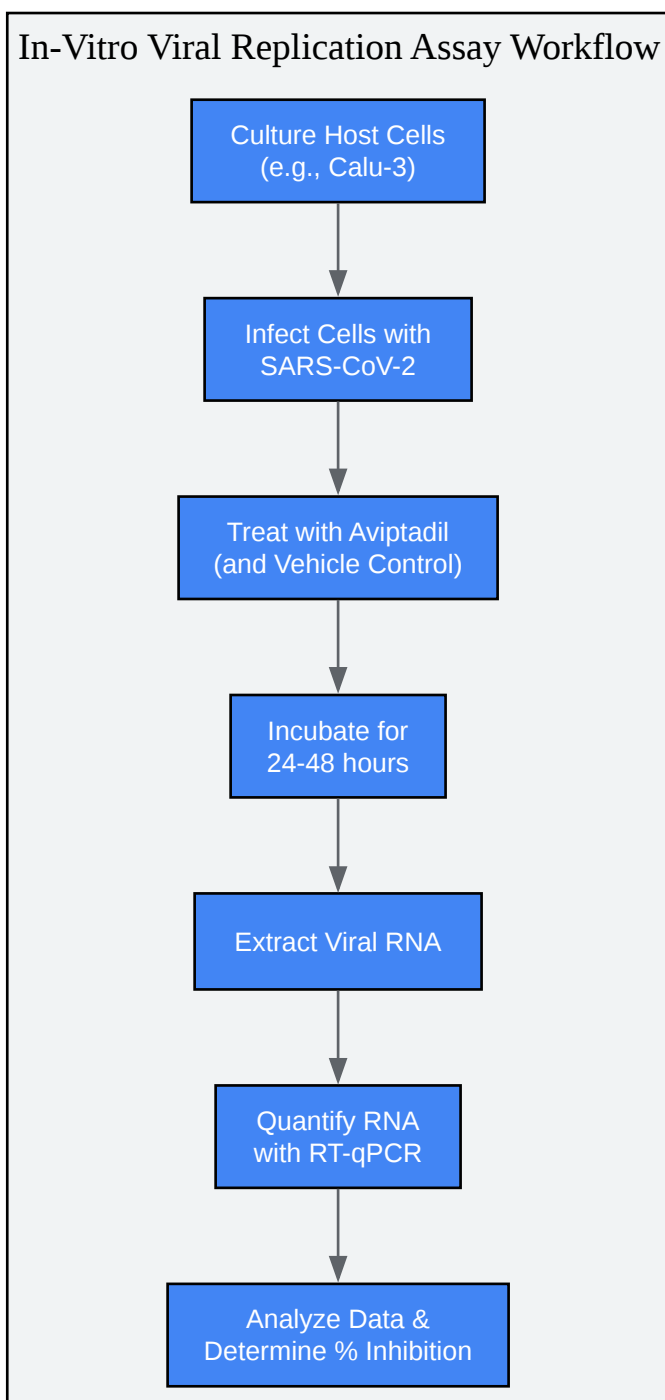 In-Vitro Viral Replication Assay Workflow
Culture Host Cells
(e.g., Calu-3)
Infect Cells with
SARS-CoV-2
Treat with Aviptadil
(and Vehicle Control)
Incubate for
24-48 hours
Extract Viral RNA
Quantify RNA
with RT-qPCR
Analyze Data &
Determine % Inhibition